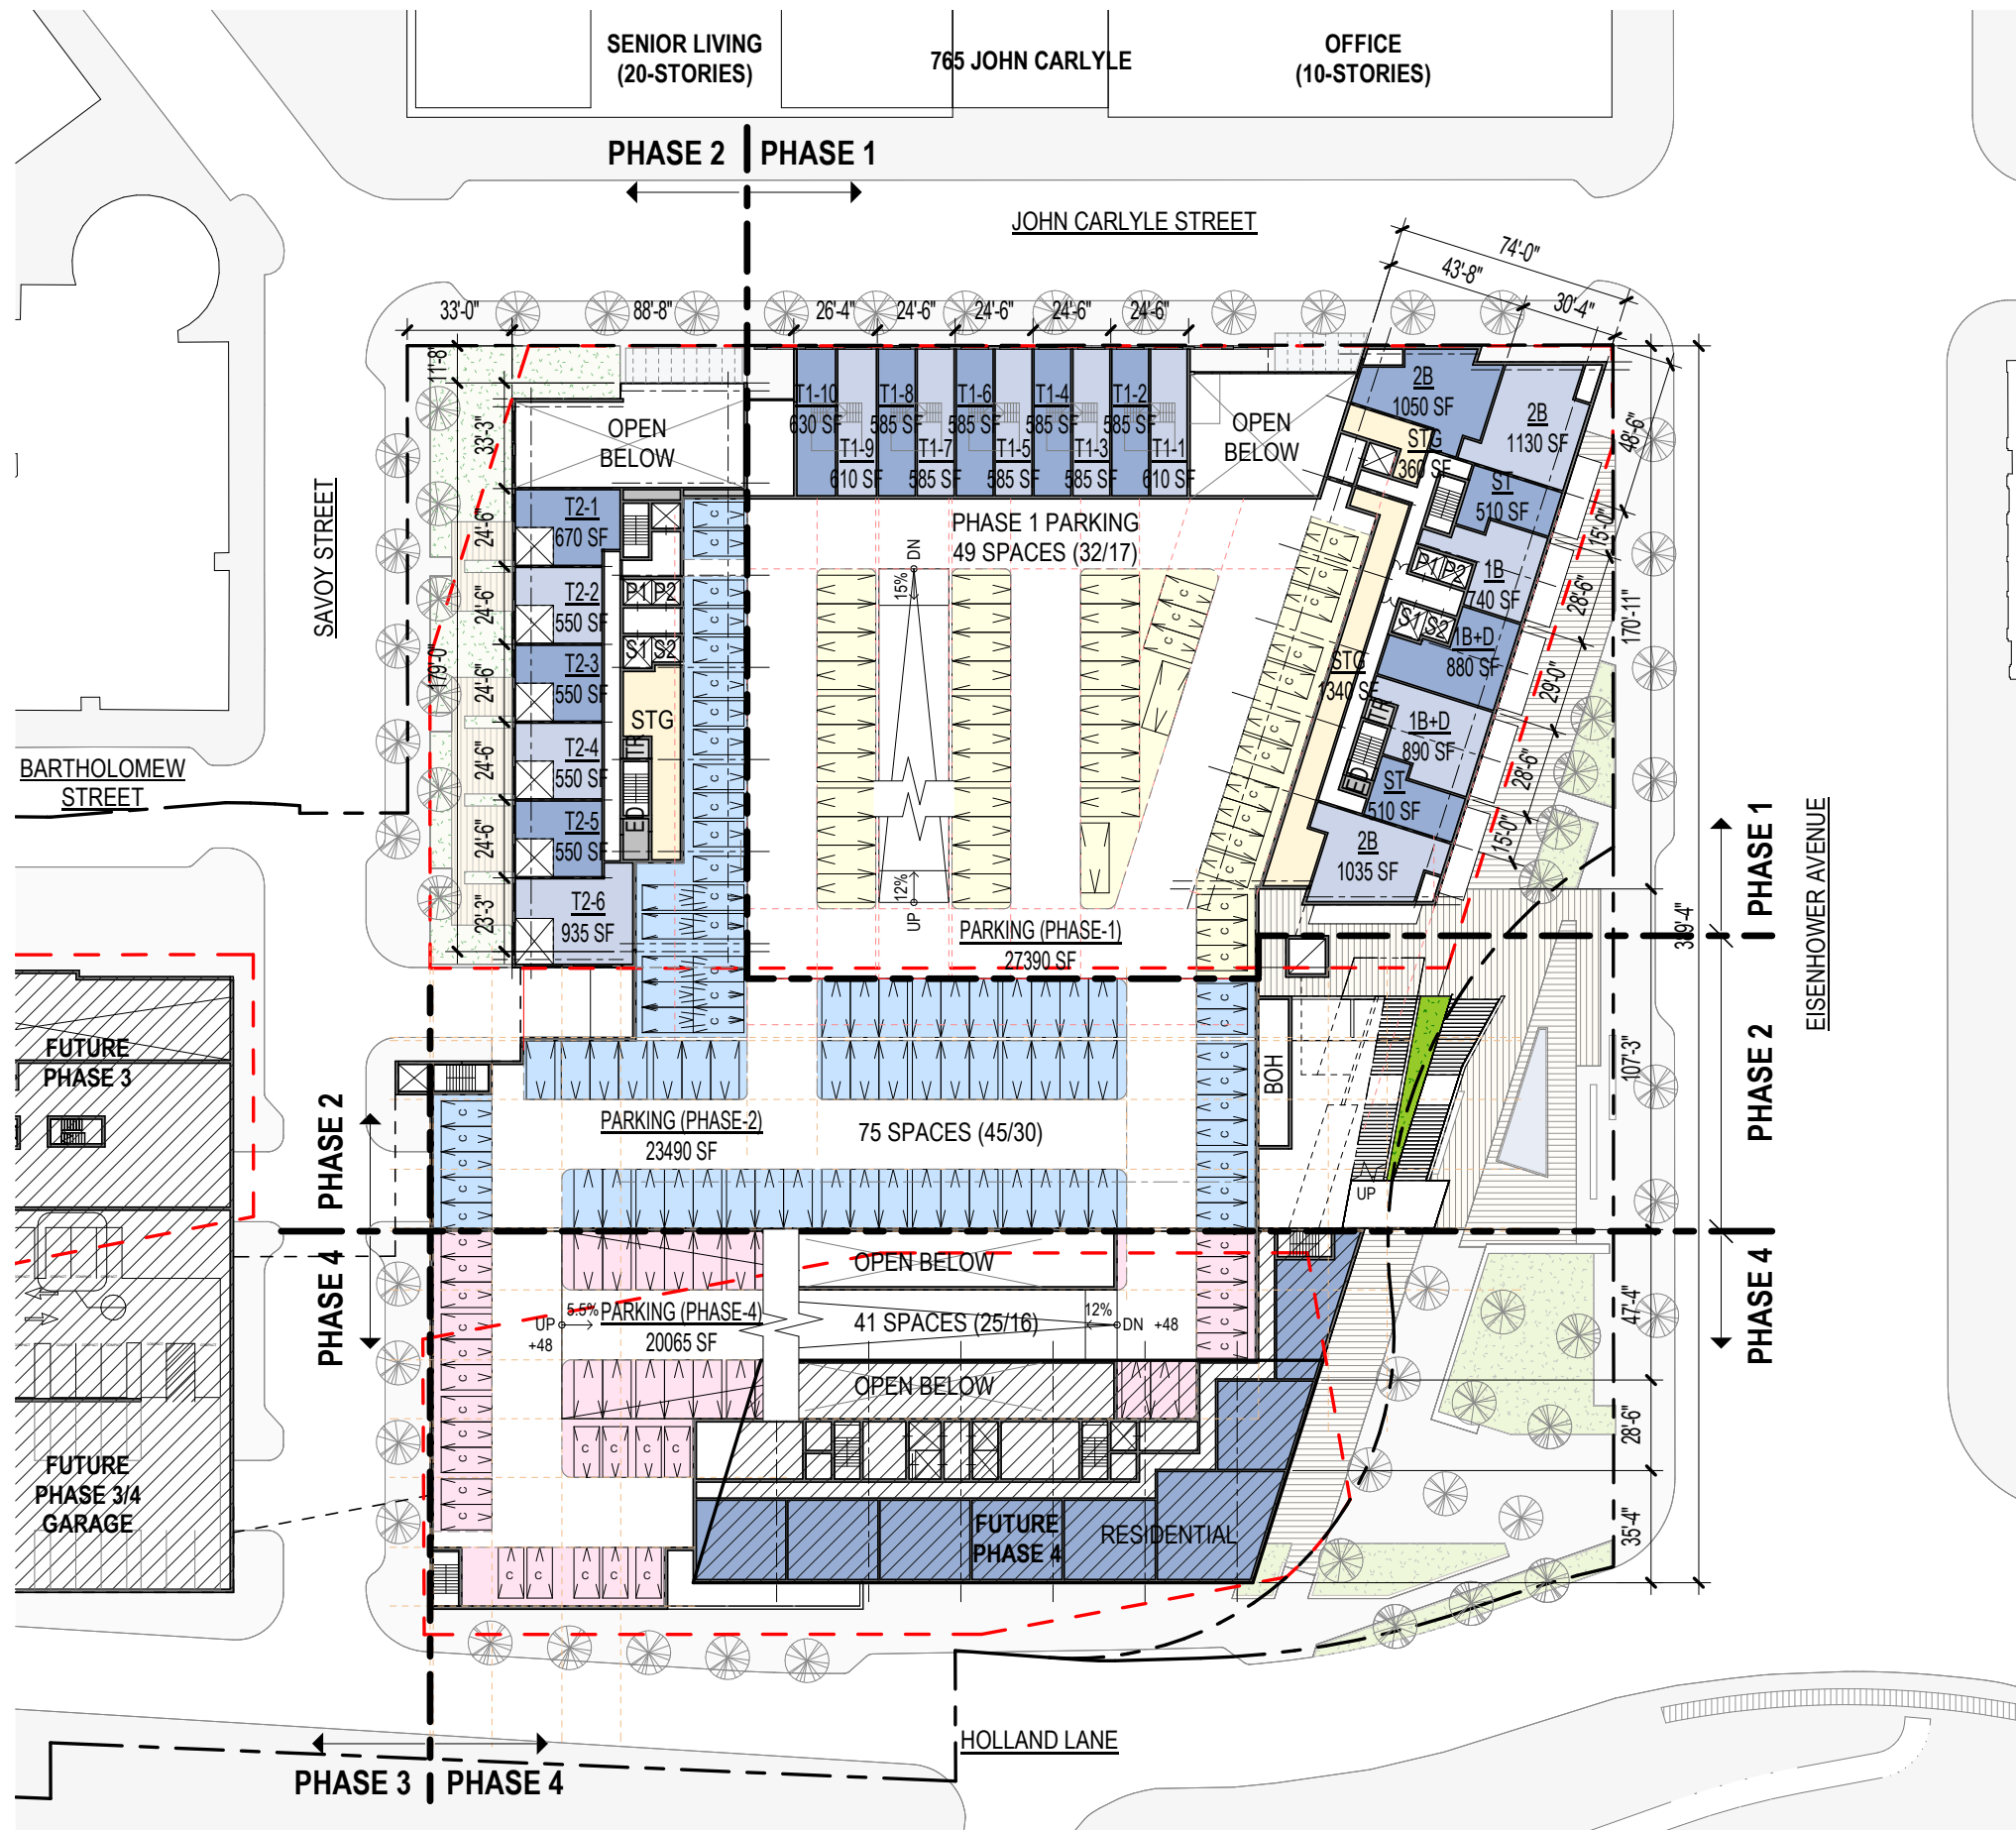 SENIOR LIVING
(20-STORIES)
765 JOHN CARLYLE
OFFICE
(10-STORIES)
PHASE 2
PHASE 1
JOHN CARLYLE STREET
74'-0"
43'-8"
30'-4"
33'-0"
88'-8"
26'-4"
24'-6"
24'-6"
24'-6"
24'-6"
11'-8"
33'-3"
24'-6"
24'-6"
24'-6"
24'-6"
24'-6"
23'-3"
179'-0"
SAVOY STREET
BARTHOLOMEW
STREET
OPEN
BELOW
T1-10
630 SF
T1-9
610 SF
T1-8
585 SF
T1-7
585 SF
T1-6
585 SF
T1-5
585 SF
T1-4
585 SF
T1-3
585 SF
T1-2
585 SF
T1-1
610 SF
OPEN
BELOW
2B
1050 SF
2B
1130 SF
STG
360 SF
ST
510 SF
P1 P2
1B
740 SF
S1 S2
1B+D
880 SF
STG
1340 SF
TR
1B+D
890 SF
ED
ST
510 SF
2B
1035 SF
48'-6"
15'-0"
28'-6"
29'-0"
28'-6"
15'-0"
170'-11"
T2-1
670 SF
T2-2
550 SF
T2-3
550 SF
T2-4
550 SF
T2-5
550 SF
T2-6
935 SF
P1 P2
S1 S2
STG
TR
ED
PHASE 1 PARKING
49 SPACES (32/17)
DN
15%
12%
UP
PARKING (PHASE-1)
27390 SF
PHASE 1
EISENHOWER AVENUE
PHASE 2
107'-3"
PHASE 4
47'-4"
28'-6"
35'-4"
FUTURE
PHASE 3
PHASE 2
PHASE 4
PARKING (PHASE-2)
23490 SF
75 SPACES (45/30)
BOH
UP
OPEN BELOW
5.5%
UP
+48
PARKING (PHASE-4)
20065 SF
41 SPACES (25/16)
12%
DN +48
OPEN BELOW
FUTURE
PHASE 3/4
GARAGE
FUTURE
PHASE 4
RESIDENTIAL
HOLLAND LANE
PHASE 3
PHASE 4